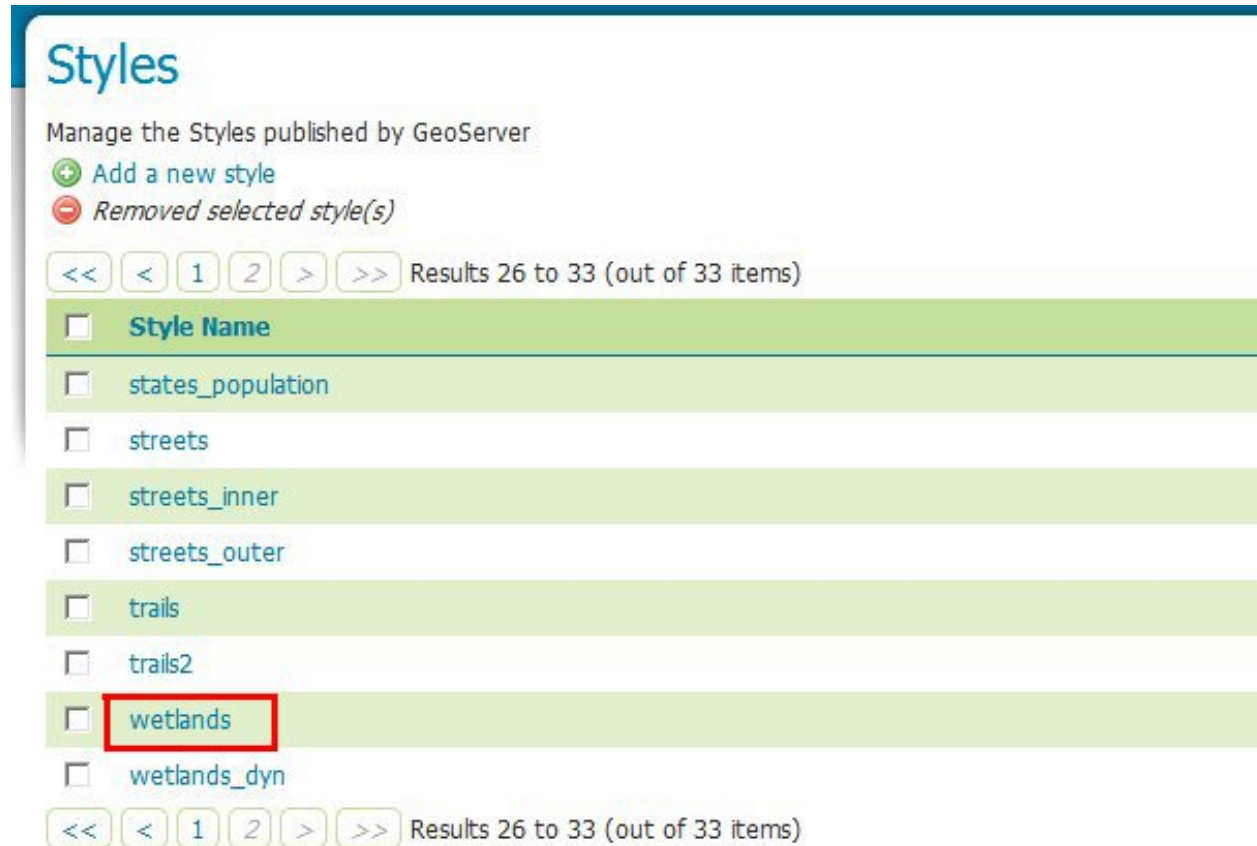 Styles
Manage the Styles published by GeoServer
Add a new style
Removed selected style(s)
<< < 1 2 > >> Results 26 to 33 (out of 33 items)
Style Name
states_population
streets
streets_inner
streets_outer
trails
trails2
wetlands
wetlands_dyn
<< < 1 2 > >> Results 26 to 33 (out of 33 items)